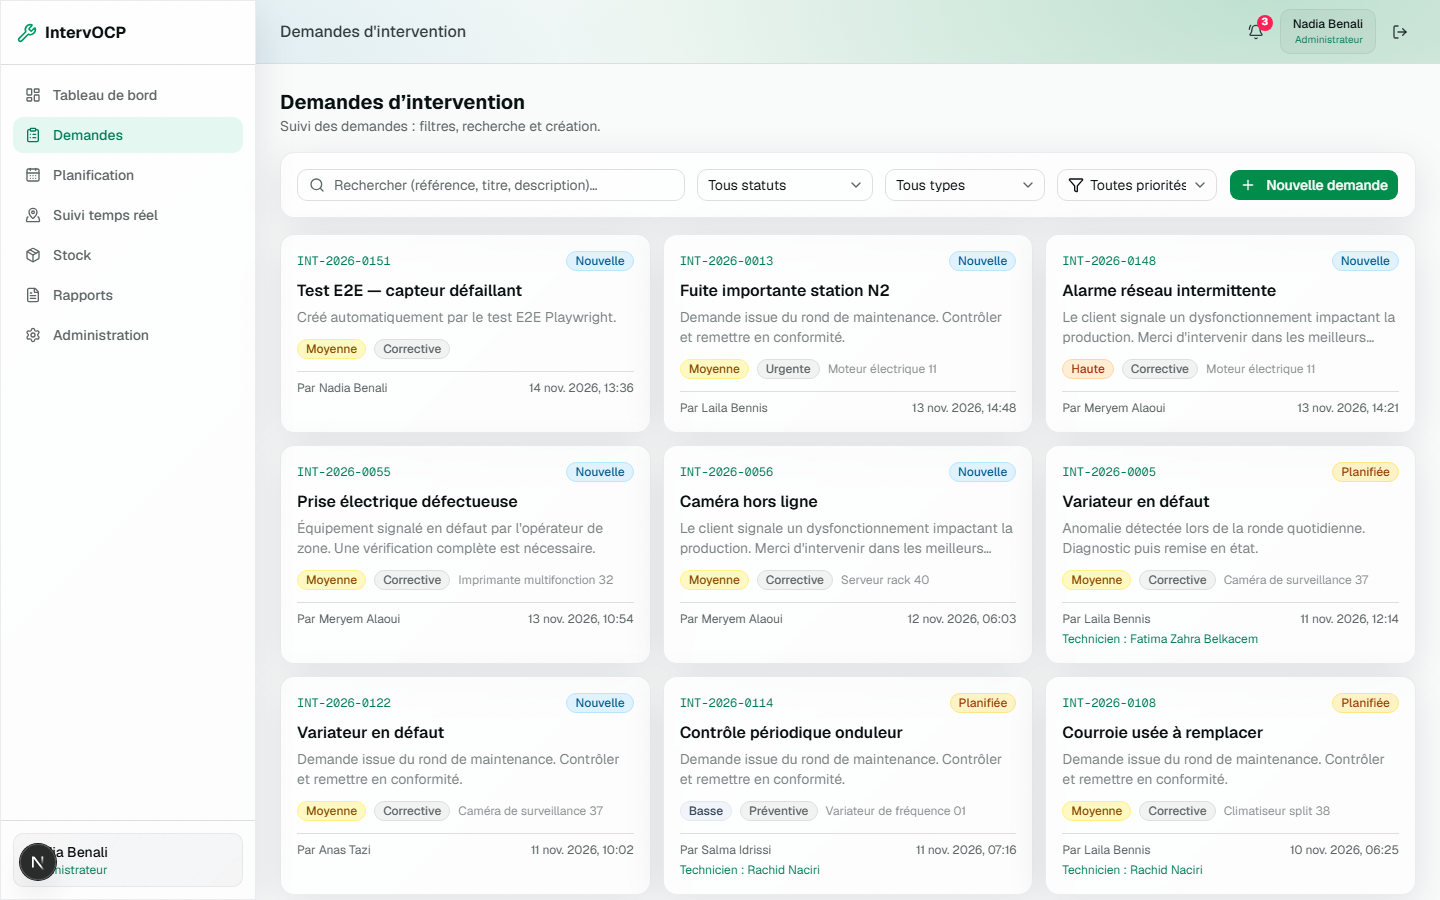 IntervOCP
Demandes d'intervention
3
Nadia Benali
Administrateur
Tableau de bord
Demandes
Planification
Suivi temps réel
Stock
Rapports
Administration
N
ia Benali
nistrateur
Demandes d’intervention
Suivi des demandes : filtres, recherche et création.
Rechercher (référence, titre, description)…
Tous statuts
Tous types
Toutes priorités
+ Nouvelle demande
INT-2026-0151
Nouvelle
Test E2E — capteur défaillant
Créé automatiquement par le test E2E Playwright.
Moyenne Corrective
Par Nadia Benali 14 nov. 2026, 13:36
INT-2026-0013
Nouvelle
Fuite importante station N2
Demande issue du rond de maintenance. Contrôler
et remettre en conformité.
Moyenne Urgente Moteur électrique 11
Par Laila Bennis 13 nov. 2026, 14:48
INT-2026-0148
Nouvelle
Alarme réseau intermittente
Le client signale un dysfonctionnement impactant la
production. Merci d'intervenir dans les meilleurs…
Haute Corrective Moteur électrique 11
Par Meryem Alaoui 13 nov. 2026, 14:21
INT-2026-0055
Nouvelle
Prise électrique défectueuse
Équipement signalé en défaut par l'opérateur de
zone. Une vérification complète est nécessaire.
Moyenne Corrective Imprimante multifonction 32
Par Meryem Alaoui 13 nov. 2026, 10:54
INT-2026-0056
Nouvelle
Caméra hors ligne
Le client signale un dysfonctionnement impactant la
production. Merci d'intervenir dans les meilleurs…
Moyenne Corrective Serveur rack 40
Par Meryem Alaoui 12 nov. 2026, 06:03
INT-2026-0005
Planifiée
Variateur en défaut
Anomalie détectée lors de la ronde quotidienne.
Diagnostic puis remise en état.
Moyenne Corrective Caméra de surveillance 37
Par Laila Bennis 11 nov. 2026, 12:14
Technicien : Fatima Zahra Belkacem
INT-2026-0122
Nouvelle
Variateur en défaut
Demande issue du rond de maintenance. Contrôler
et remettre en conformité.
Moyenne Corrective Caméra de surveillance 37
Par Anas Tazi 11 nov. 2026, 10:02
INT-2026-0114
Planifiée
Contrôle périodique onduleur
Demande issue du rond de maintenance. Contrôler
et remettre en conformité.
Basse Préventive Variateur de fréquence 01
Par Salma Idrissi 11 nov. 2026, 07:16
Technicien : Rachid Naciri
INT-2026-0108
Planifiée
Courroie usée à remplacer
Demande issue du rond de maintenance. Contrôler
et remettre en conformité.
Moyenne Corrective Climatiseur split 38
Par Laila Bennis 10 nov. 2026, 06:25
Technicien : Rachid Naciri